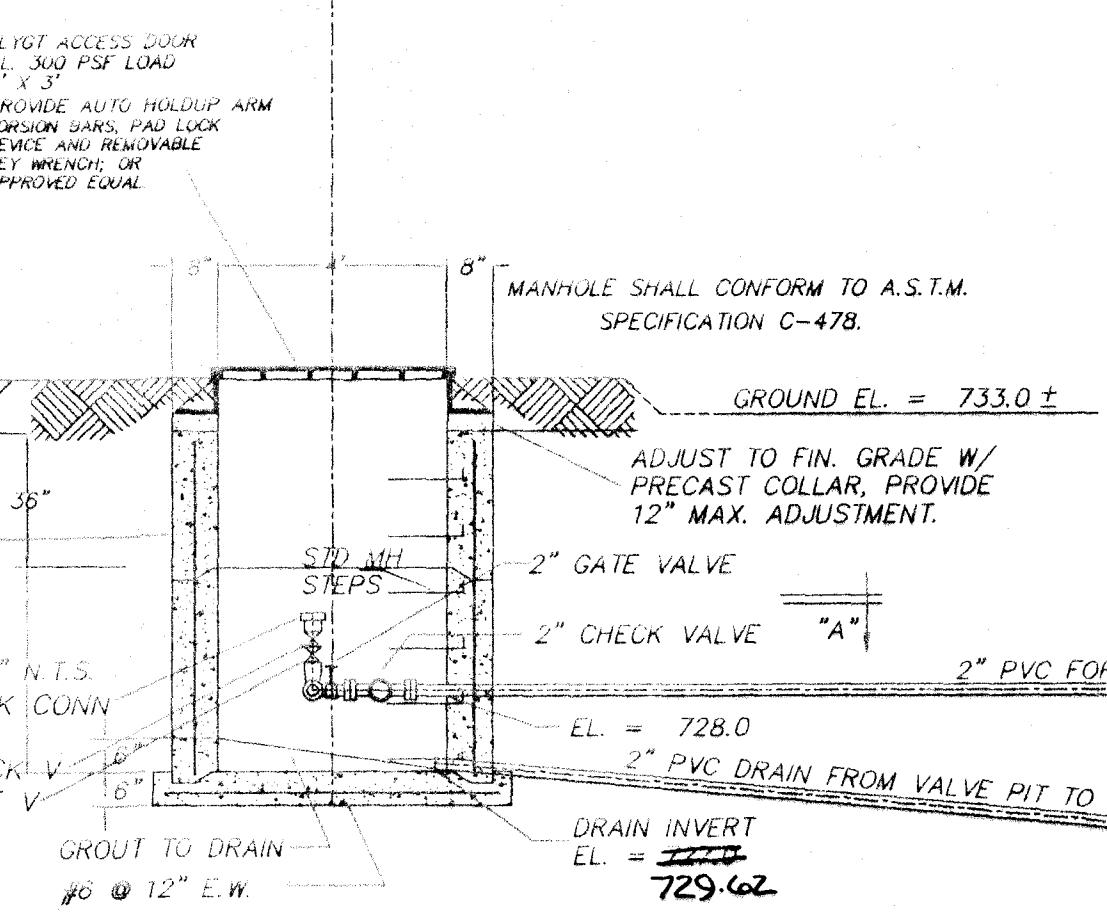 LYGT ACCESS DOOR
L. 300 PSF LOAD
' X 3'
ROVIDE AUTO HOLDUP ARM
ORSION BARS, PAD LOCK
EVICE AND REMOVABLE
EY WRENCH; OR
PPROVED EQUAL
8" 4' 8"
MANHOLE SHALL CONFORM TO A.S.T.M.
SPECIFICATION C-478.
GROUND EL. = 733.0 ±
ADJUST TO FIN. GRADE W/
PRECAST COLLAR, PROVIDE
12" MAX. ADJUSTMENT.
36"
STD MH
STEPS
2" GATE VALVE
2" CHECK VALVE
"A"
" N.T.S.
K CONN
2" PVC FOR
EL. = 728.0
CK V
V
6"
6"
2" PVC DRAIN FROM VALVE PIT TO
GROUT TO DRAIN
#6 @ 12" E.W.
DRAIN INVERT
EL. =
729.62